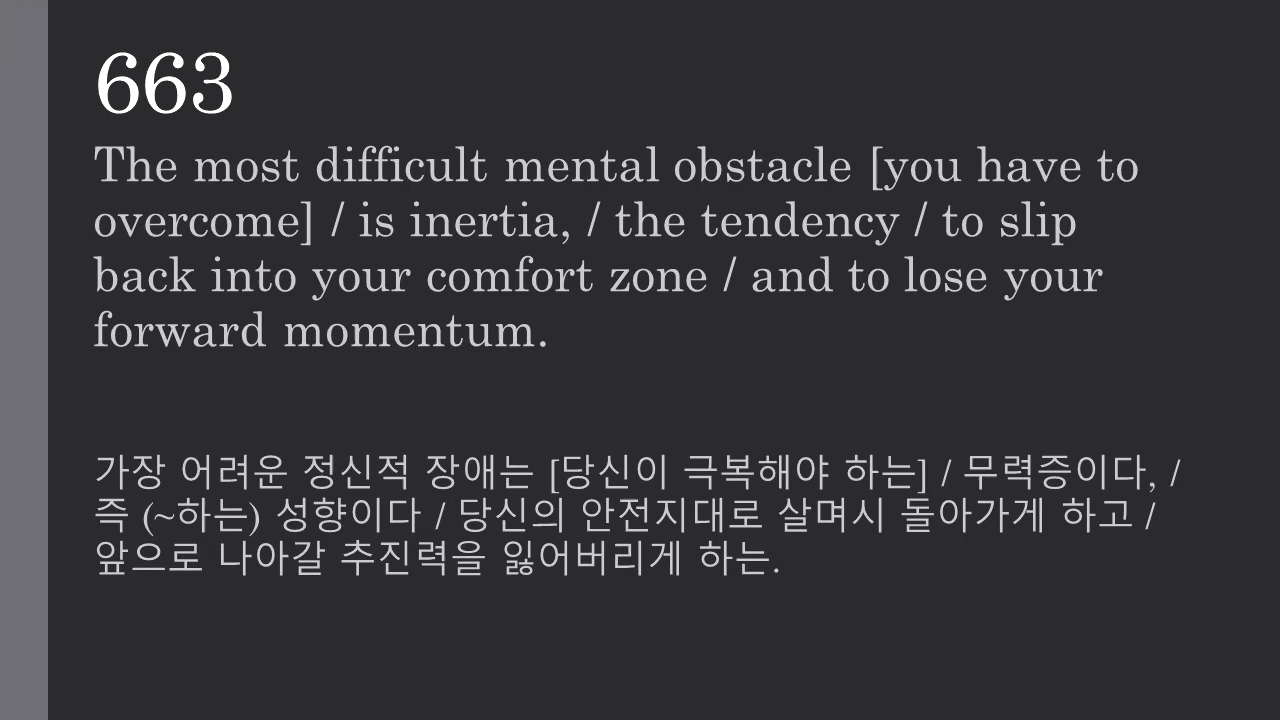 663
The most difficult mental obstacle [you have to
overcome] / is inertia, / the tendency / to slip
back into your comfort zone / and to lose your
forward momentum.
가장 어려운 정신적 장애는 [당신이 극복해야 하는] / 무력증이다, /
즉 (~하는) 성향이다 / 당신의 안전지대로 살며시 돌아가게 하고 /
앞으로 나아갈 추진력을 잃어버리게 하는.